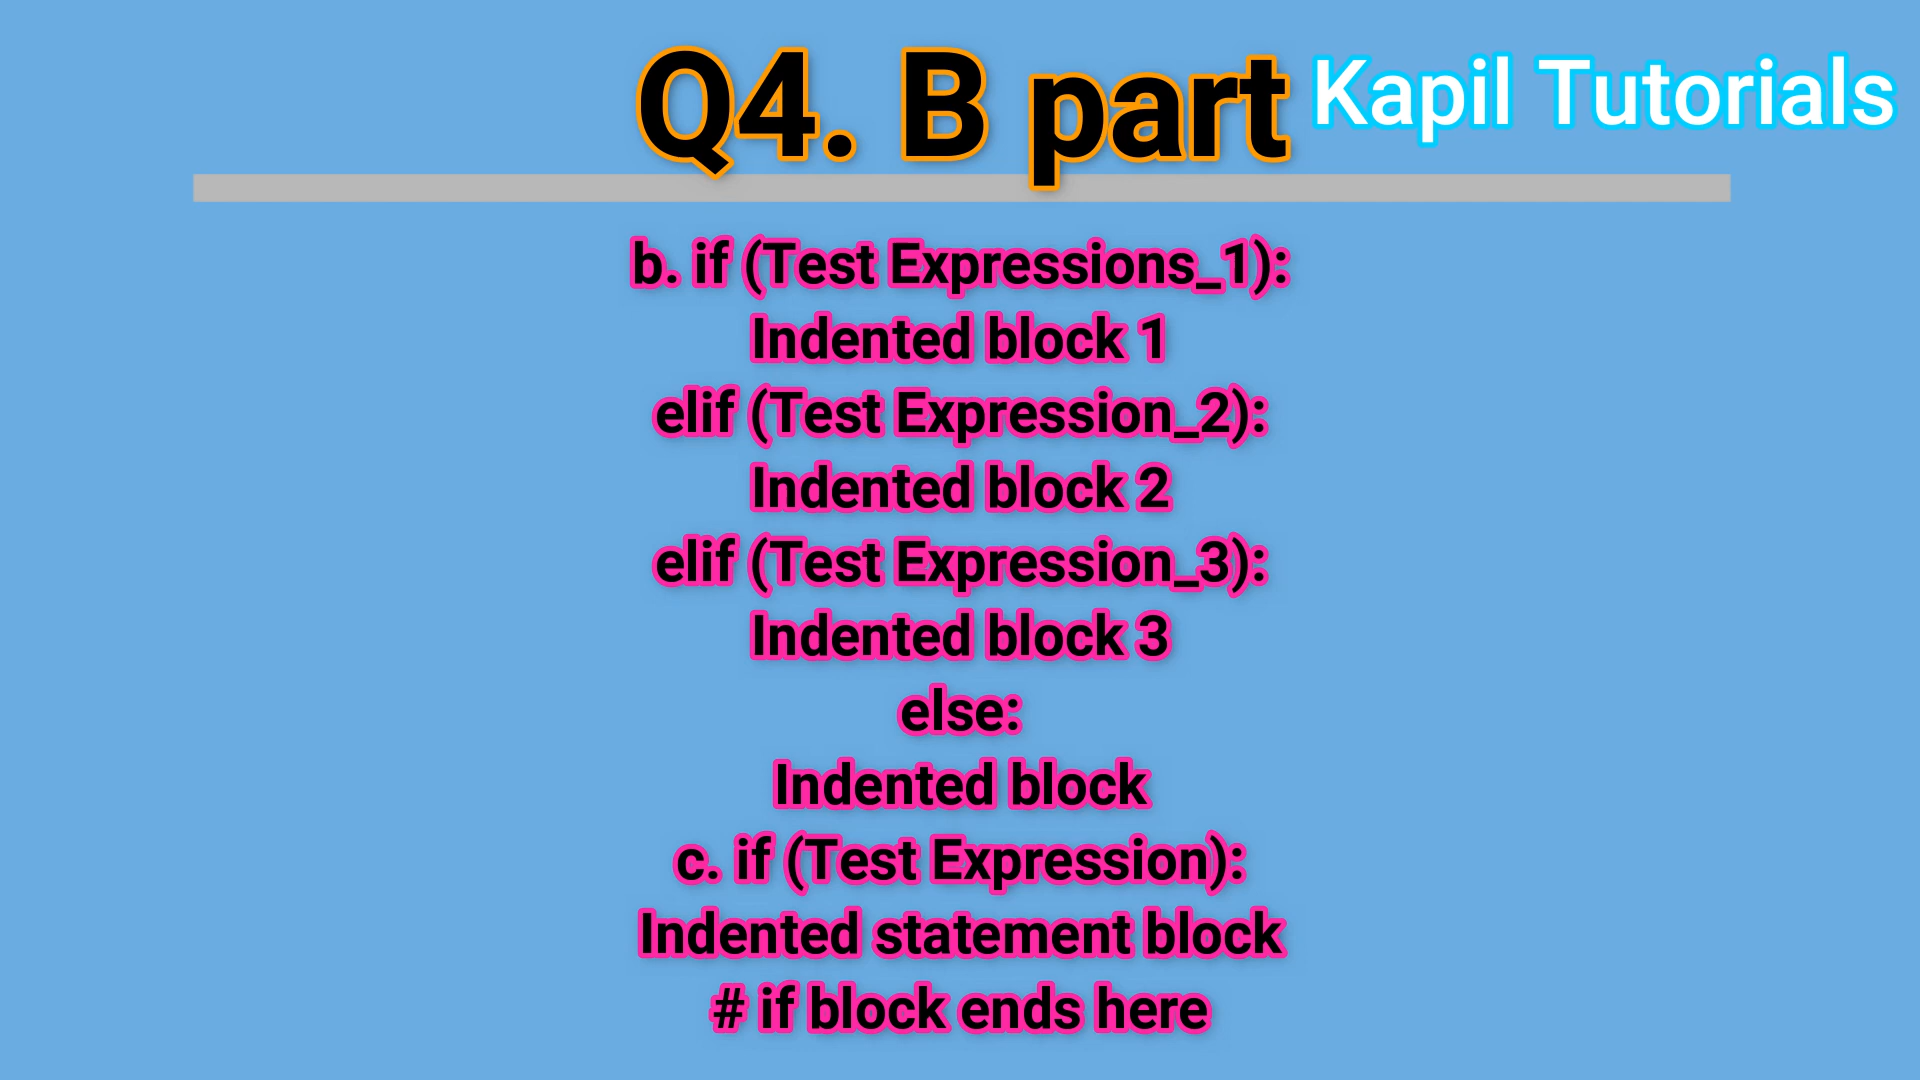 Q4. B part
Kapil Tutorials
b. if (Test Expressions_1):
Indented block 1
elif (Test Expression_2):
Indented block 2
elif (Test Expression_3):
Indented block 3
else:
Indented block
c. if (Test Expression):
Indented statement block
# if block ends here